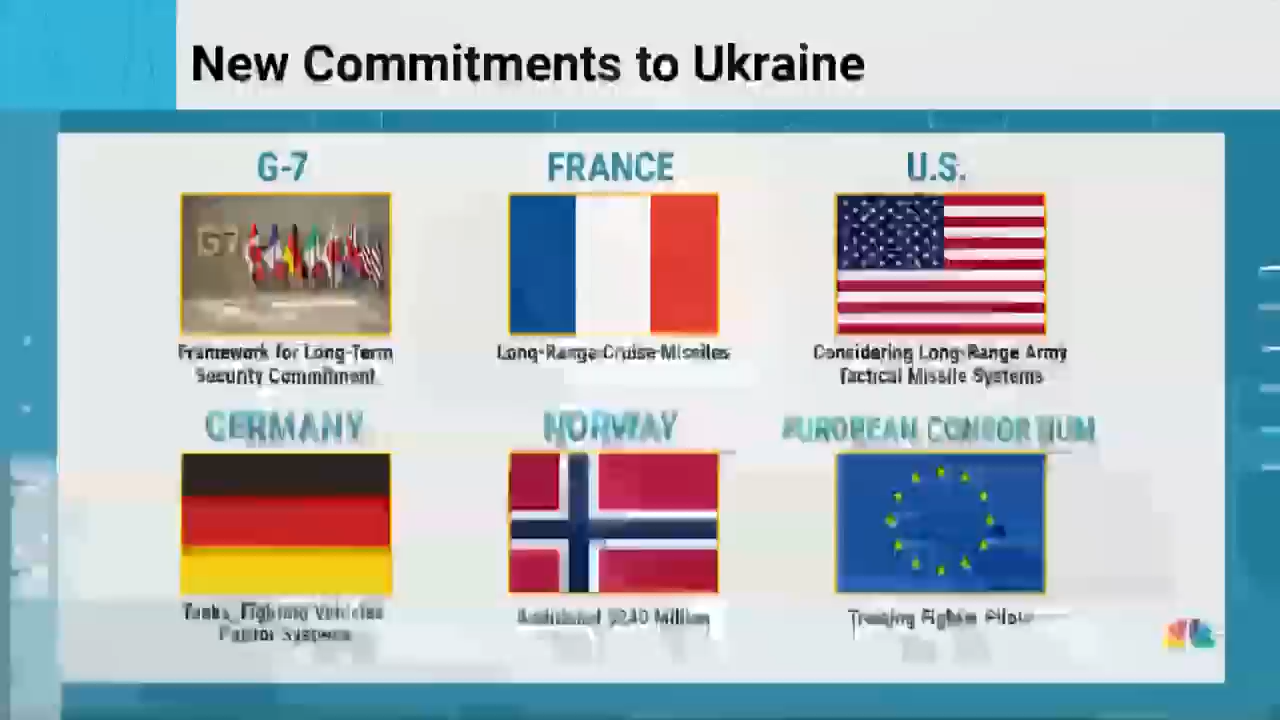 New Commitments to Ukraine
G-7
FRANCE
U.S.
G7
Framework for Long-Term
Security Commitment
Long-Range Cruise Missiles
Considering Long-Range Army
Tactical Missile Systems
GERMANY
NORWAY
EUROPEAN CONSORTIUM
Tanks, Fighting Vehicles
Systems
Million
Training Fighter Pilots